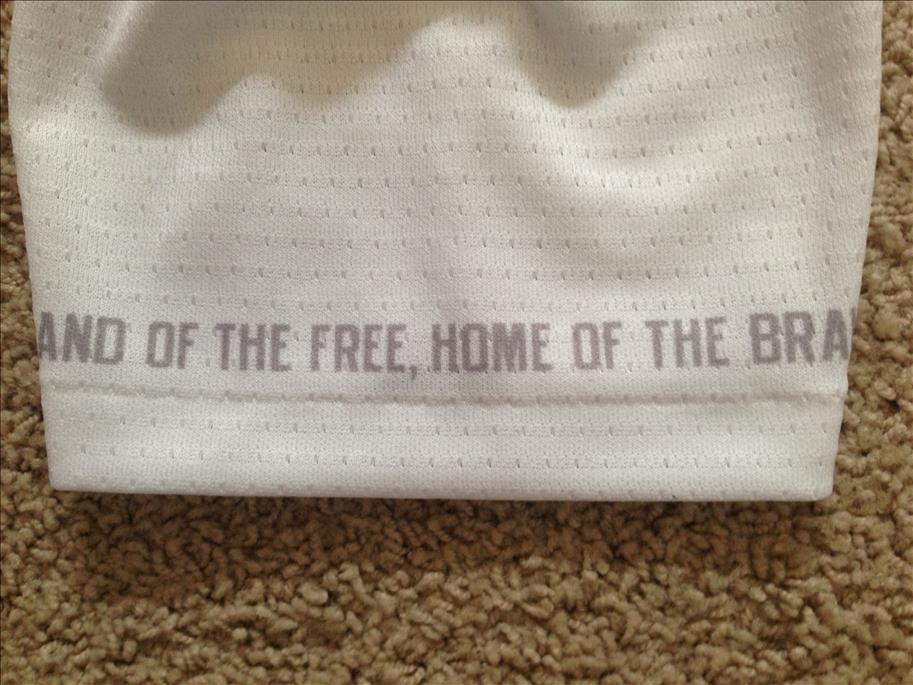 AND OF THE FREE, HOME OF THE BRA